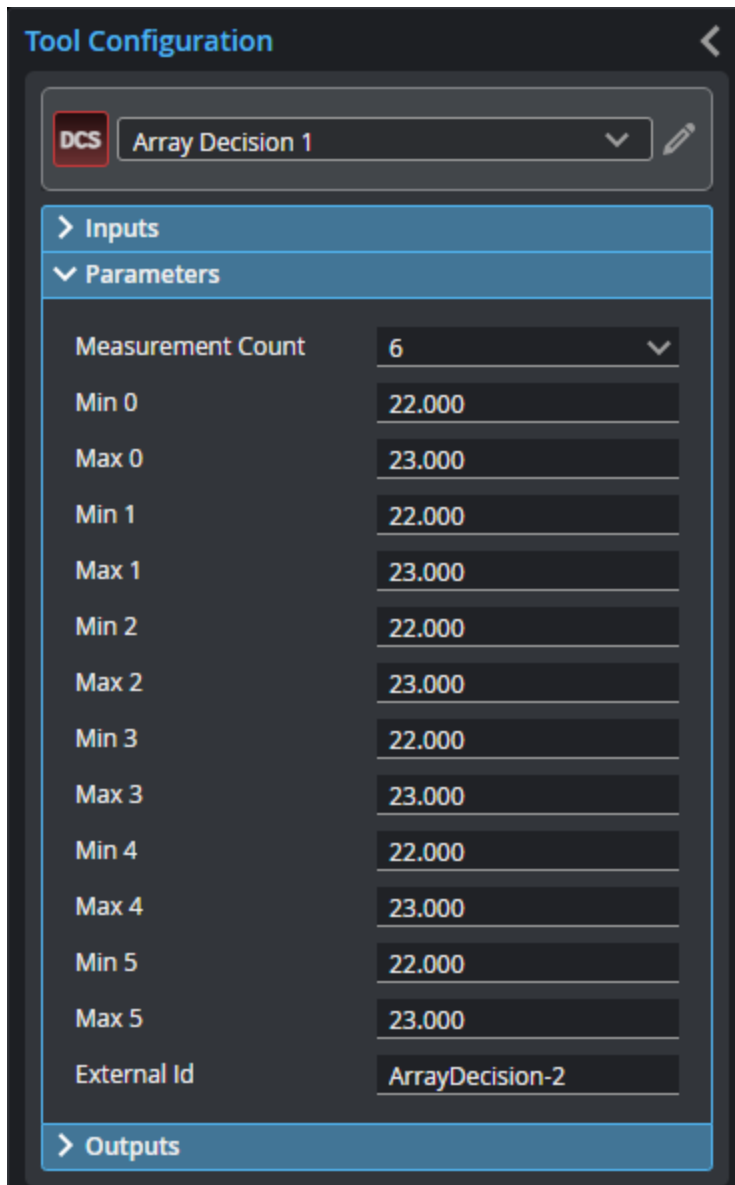 Tool Configuration
DCS Array Decision 1
Inputs
Parameters
Measurement Count 6
Min 0 22.000
Max 0 23.000
Min 1 22.000
Max 1 23.000
Min 2 22.000
Max 2 23.000
Min 3 22.000
Max 3 23.000
Min 4 22.000
Max 4 23.000
Min 5 22.000
Max 5 23.000
External Id ArrayDecision-2
Outputs